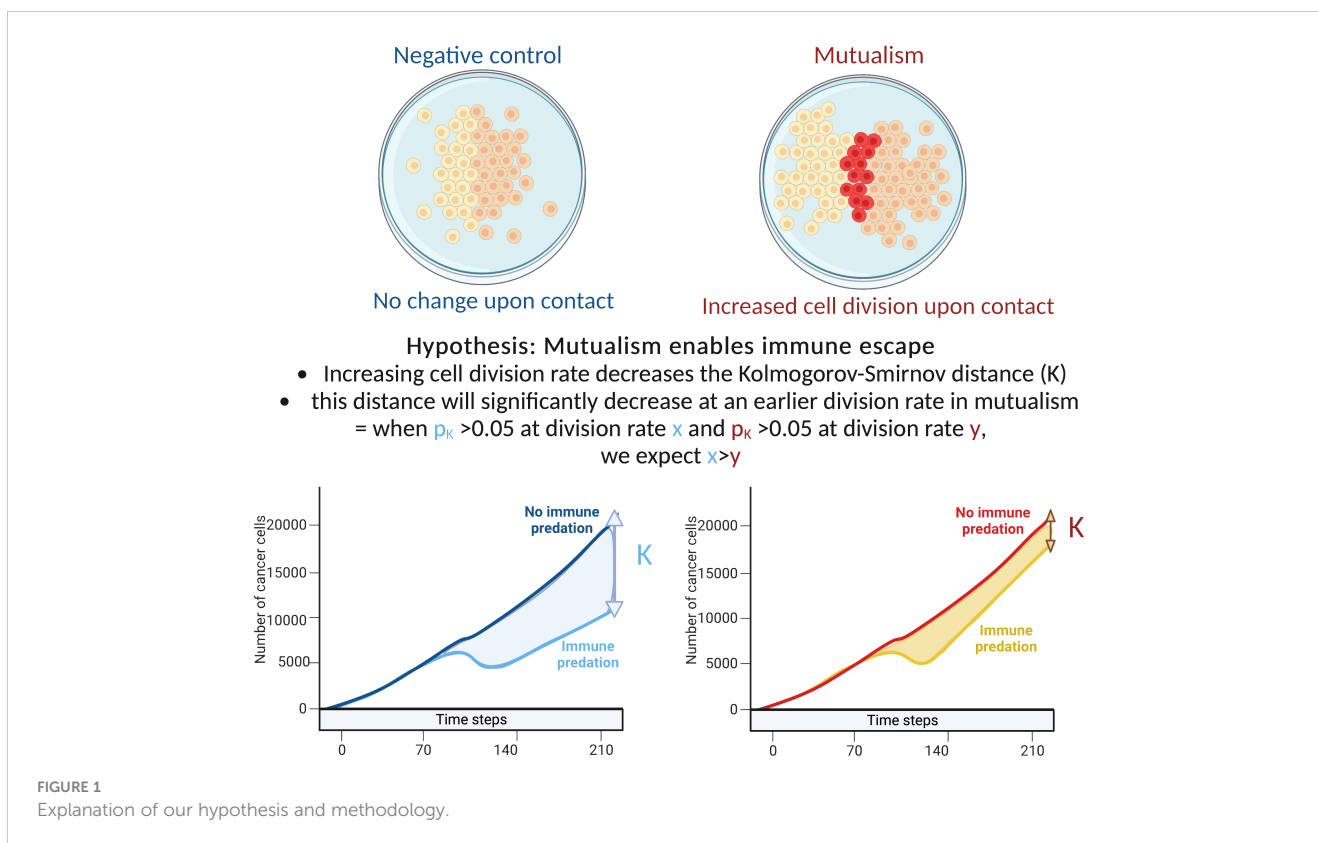 Negative control
Mutualism
No change upon contact
Increased cell division upon contact
Hypothesis: Mutualism enables immune escape
• Increasing cell division rate decreases the Kolmogorov-Smirnov distance (K)
• this distance will significantly decrease at an earlier division rate in mutualism
= when pK >0.05 at division rate x and pK >0.05 at division rate y,
we expect x>y
Number of cancer cells
20000
15000
10000
5000
0
No immune
predation
K
Immune
predation
Time steps
0 70 140 210
Number of cancer cells
20000
15000
10000
5000
0
No immune
predation
K
Immune
predation
Time steps
0 70 140 210
FIGURE 1
Explanation of our hypothesis and methodology.